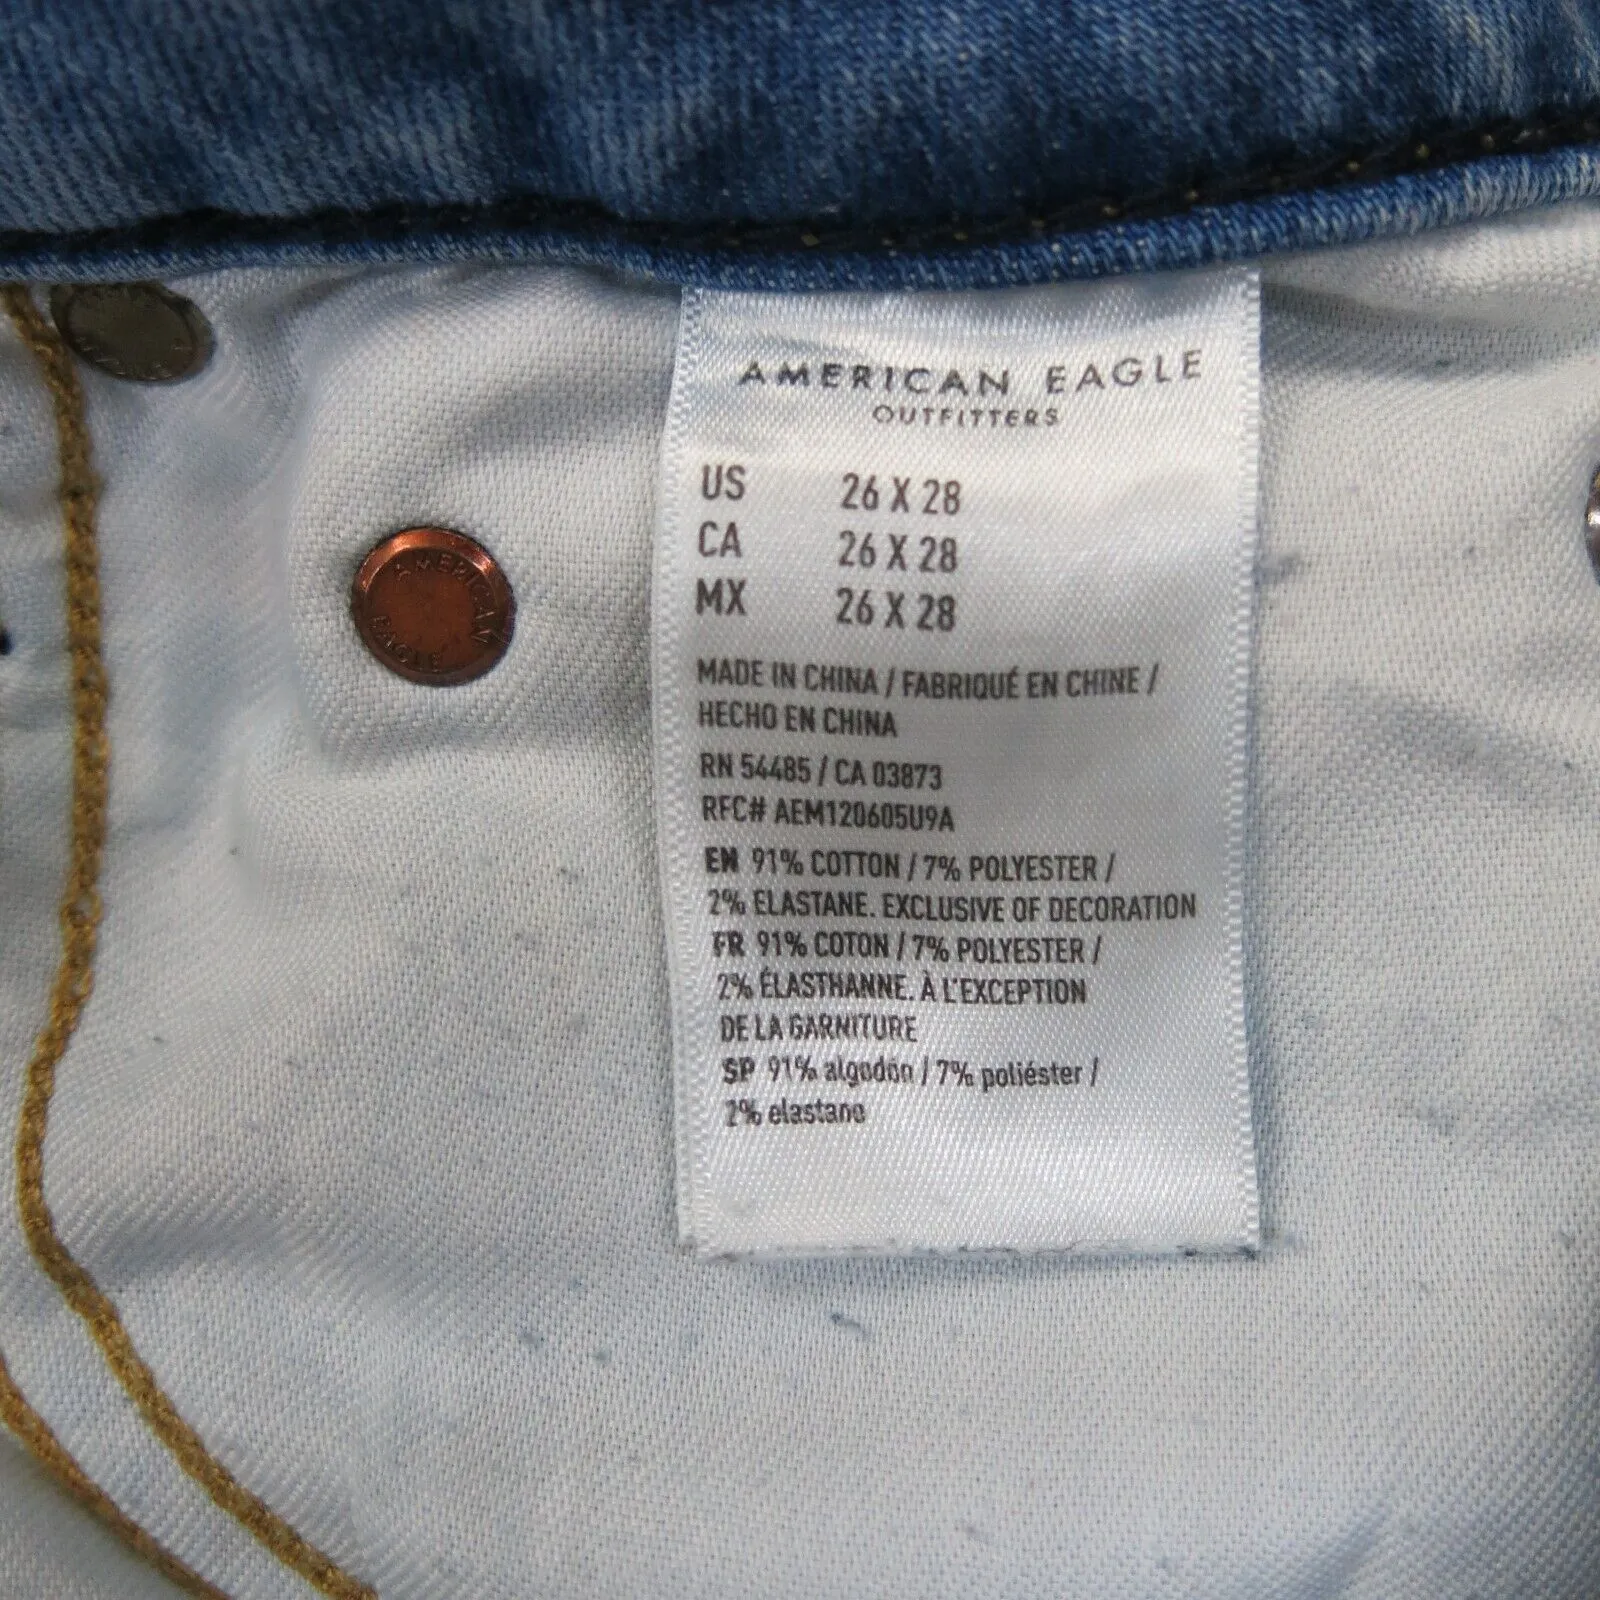 AMERICAN EAGLE
OUTFITTERS
US 26 X 28
CA 26 X 28
MX 26 X 28
MADE IN CHINA / FABRIQUÉ EN CHINE /
HECHO EN CHINA
RN 54485 / CA 03873
RFC# AEM120605U9A
EN 91% COTTON / 7% POLYESTER /
2% ELASTANE. EXCLUSIVE OF DECORATION
FR 91% COTON / 7% POLYESTER /
2% ÉLASTHANNE. À L'EXCEPTION
DE LA GARNITURE
SP 91% algodón / 7% poliéster /
2% elastano
AMERICAN
EAGLE